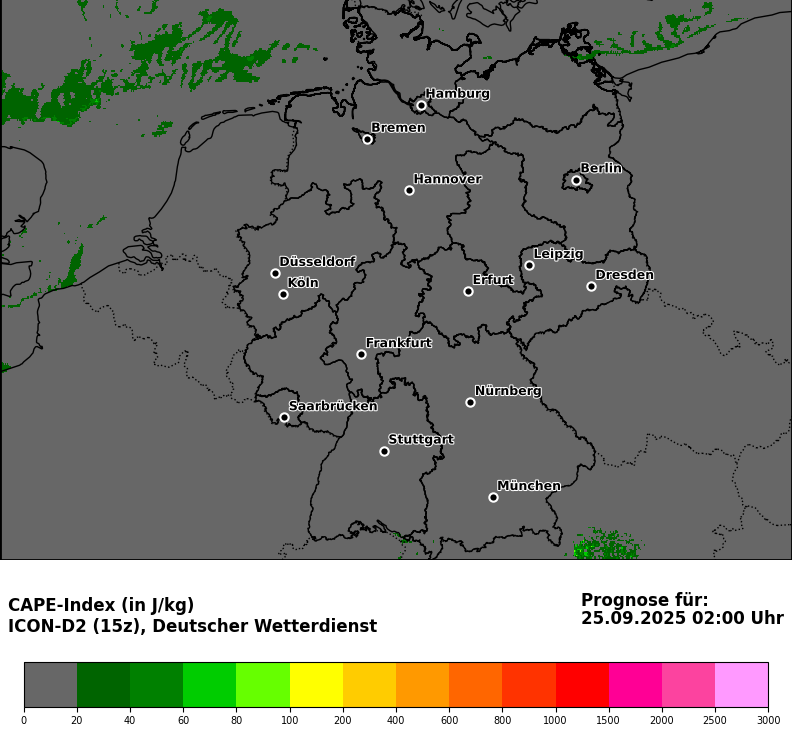 Hamburg
Bremen
Berlin
Hannover
Leipzig
Düsseldorf
Dresden
Köln
Erfurt
Frankfurt
Nürnberg
Saarbrücken
Stuttgart
München
CAPE-Index (in J/kg)
ICON-D2 (15z), Deutscher Wetterdienst
Prognose für:
25.09.2025 02:00 Uhr
0 20 40 60 80 100 200 400 600 800 1000 1500 2000 2500 3000